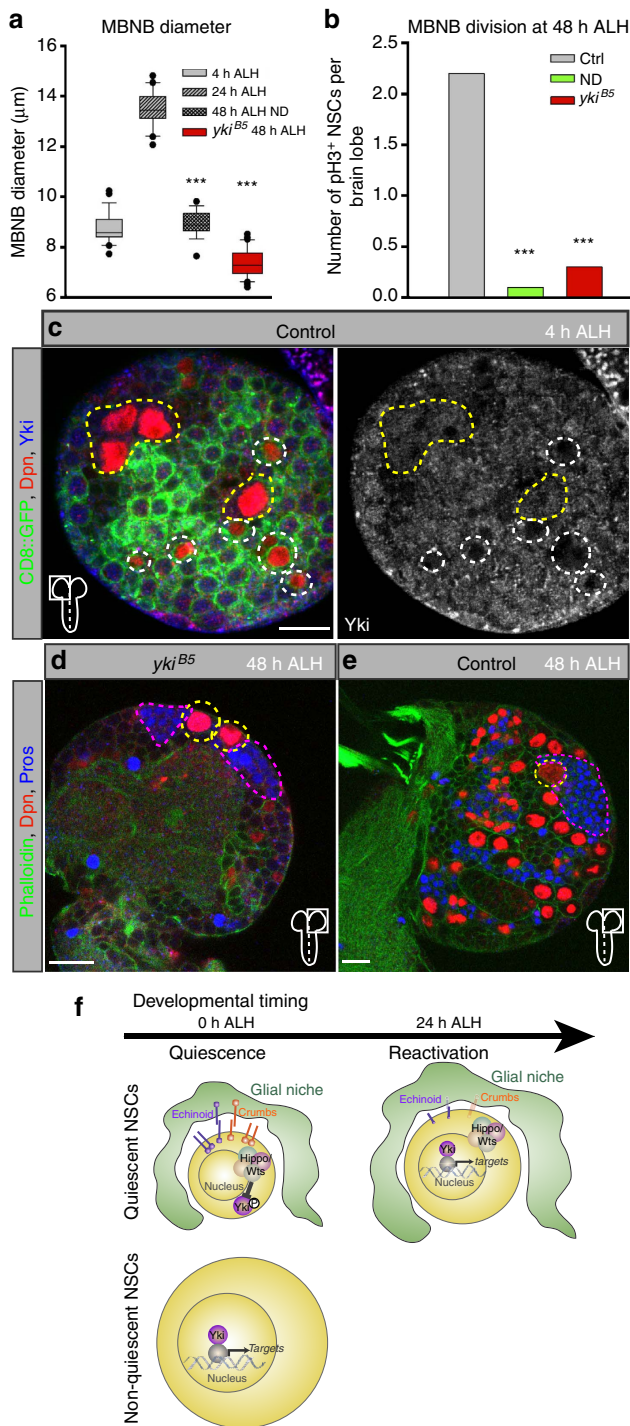 a
MBNB diameter
MBNB diameter (µm)
16
14
12
10
8
6
4 h ALH
24 h ALH
48 h ALH ND
yki^B5 48 h ALH
***
***
b
MBNB division at 48 h ALH
Number of pH3+ NSCs per
brain lobe
2.5
2.0
1.5
1.0
0.5
0.0
Ctrl
ND
yki^B5
***
***
c
Control
4 h ALH
CD8::GFP, Dpn, Yki
Yki
d
yki^B5
48 h ALH
e
Control
48 h ALH
Phalloidin, Dpn, Pros
f
Developmental timing
0 h ALH
24 h ALH
Quiescence
Reactivation
Quiescent NSCs
Glial niche
Echinoid
Crumbs
Hippo/
Wts
Nucleus
Yki
P
Glial niche
Echinoid
Crumbs
Hippo/
Wts
Yki
targets
Nucleus
Non-quiescent NSCs
Yki
Targets
Nucleus